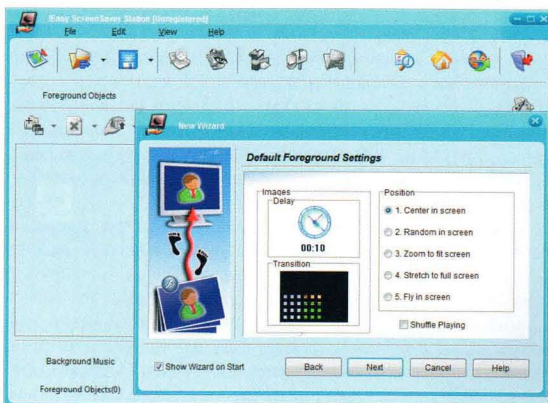 !Easy ScreenSaver Station [Unregistered]
File Edit View Help
Foreground Objects
New Wizard
Default Foreground Settings
Images
Delay
00:10
Transition
Position
1. Center in screen
2. Random in screen
3. Zoom to fit screen
4. Stretch to full screen
5. Fly in screen
Shuffle Playing
Background Music
Show Wizard on Start
Back Next Cancel Help
Foreground Objects(0)